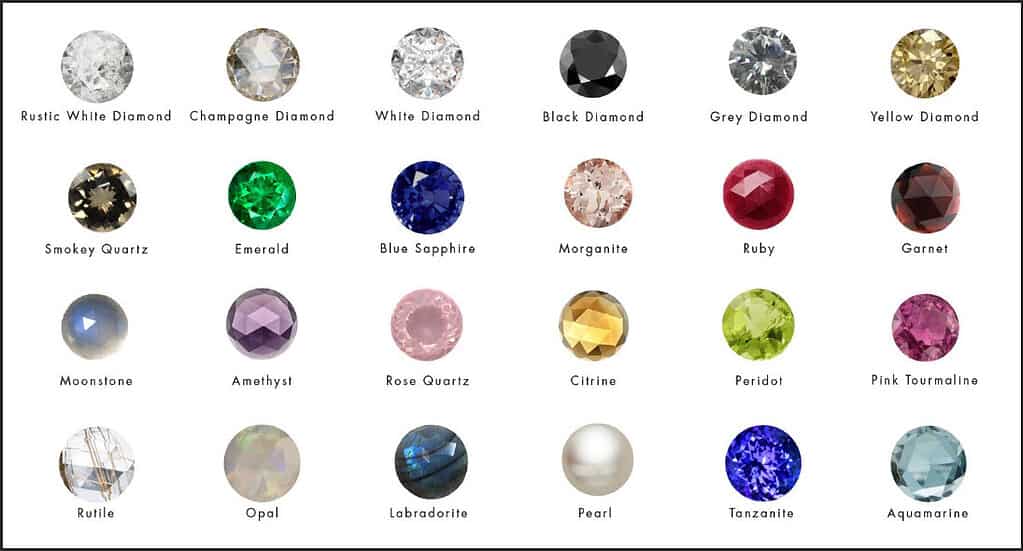 Rustic White Diamond
Champagne Diamond
White Diamond
Black Diamond
Grey Diamond
Yellow Diamond
Smokey Quartz
Emerald
Blue Sapphire
Morganite
Ruby
Garnet
Moonstone
Amethyst
Rose Quartz
Citrine
Peridot
Pink Tourmaline
Rutile
Opal
Labradorite
Pearl
Tanzanite
Aquamarine